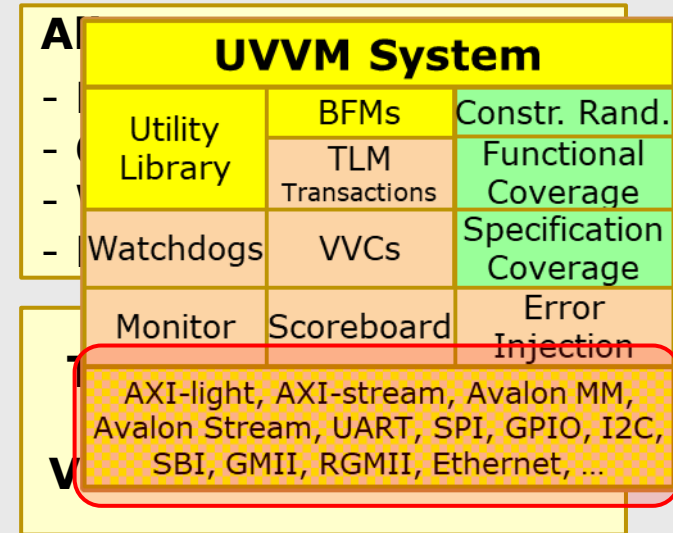 UVVM System
Utility
Library
BFMs
Constr. Rand.
TLM
Transactions
Functional
Coverage
Watchdogs
VVCs
Specification
Coverage
Monitor
Scoreboard
Error
Injection
AXI-light, AXI-stream, Avalon MM,
Avalon Stream, UART, SPI, GPIO, I2C,
SBI, GMII, RGMII, Ethernet, ...